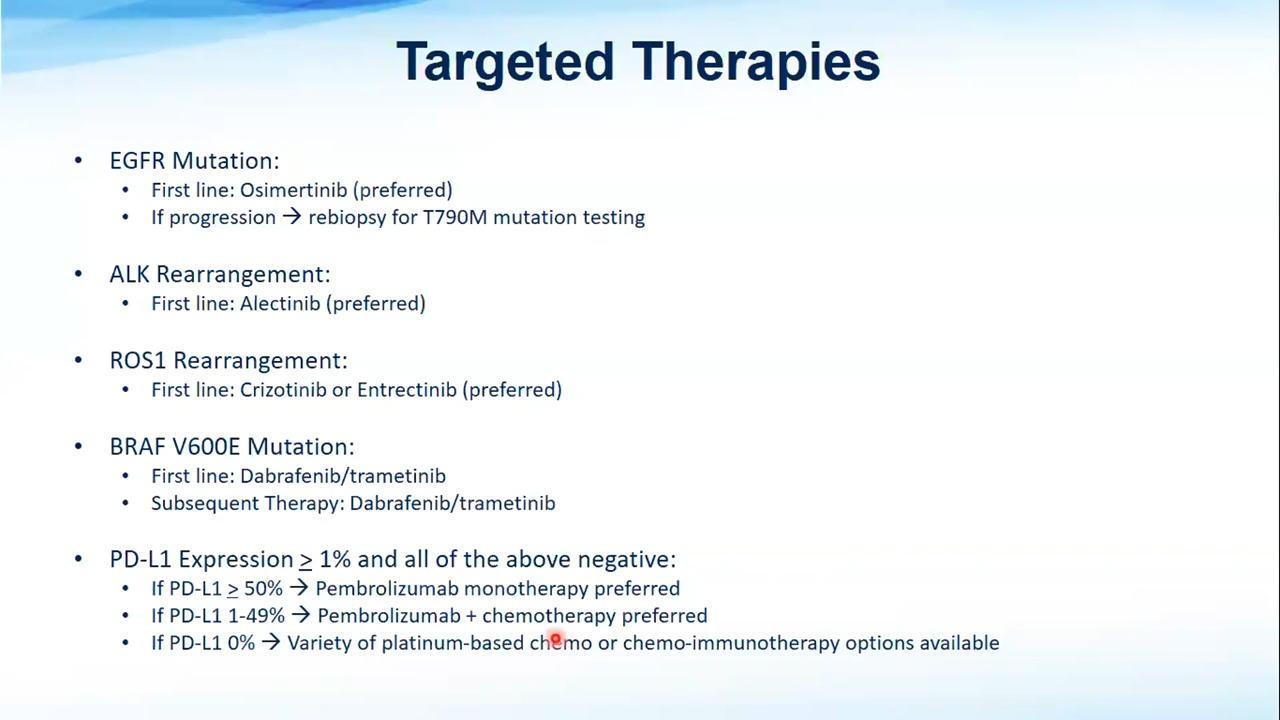 Targeted Therapies
• EGFR Mutation:
• First line: Osimertinib (preferred)
• If progression → rebiopsy for T790M mutation testing
• ALK Rearrangement:
• First line: Alectinib (preferred)
• ROS1 Rearrangement:
• First line: Crizotinib or Entrectinib (preferred)
• BRAF V600E Mutation:
• First line: Dabrafenib/trametinib
• Subsequent Therapy: Dabrafenib/trametinib
• PD-L1 Expression ≥ 1% and all of the above negative:
• If PD-L1 ≥ 50% → Pembrolizumab monotherapy preferred
• If PD-L1 1-49% → Pembrolizumab + chemotherapy preferred
• If PD-L1 0% → Variety of platinum-based chemo or chemo-immunotherapy options available